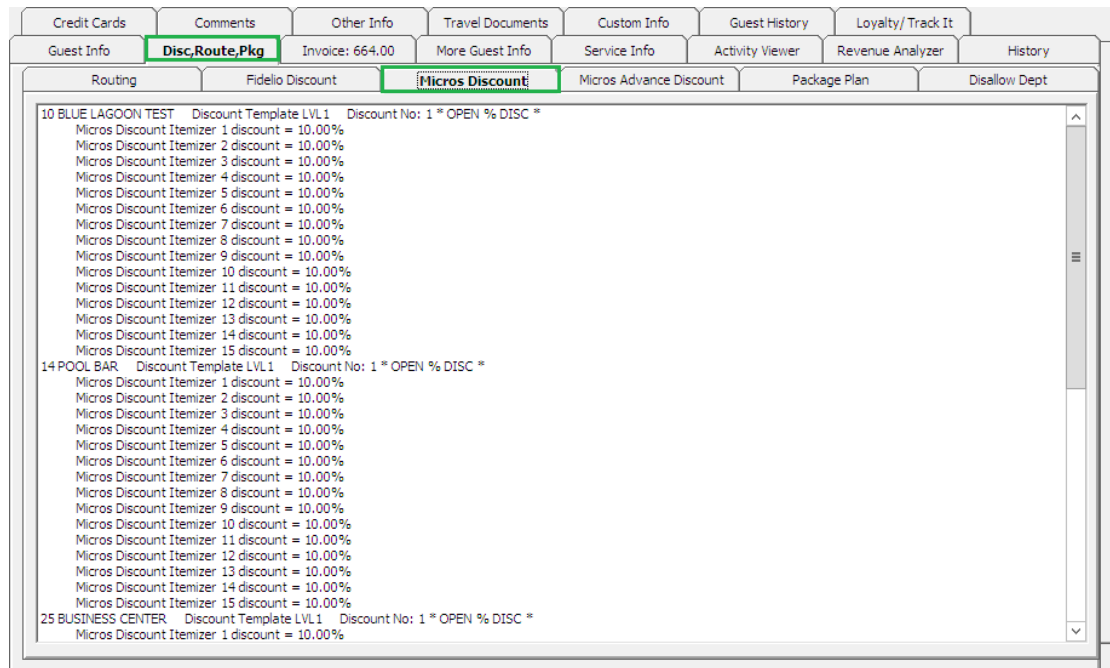 Credit Cards Comments Other Info Travel Documents Custom Info Guest History Loyalty/Track It
Guest Info Disc,Route,Pkg Invoice: 664.00 More Guest Info Service Info Activity Viewer Revenue Analyzer History
Routing Fidelio Discount Micros Discount Micros Advance Discount Package Plan Disallow Dept
10 BLUE LAGOON TEST Discount Template LVL1 Discount No: 1 * OPEN % DISC *
Micros Discount Itemizer 1 discount = 10.00%
Micros Discount Itemizer 2 discount = 10.00%
Micros Discount Itemizer 3 discount = 10.00%
Micros Discount Itemizer 4 discount = 10.00%
Micros Discount Itemizer 5 discount = 10.00%
Micros Discount Itemizer 6 discount = 10.00%
Micros Discount Itemizer 7 discount = 10.00%
Micros Discount Itemizer 8 discount = 10.00%
Micros Discount Itemizer 9 discount = 10.00%
Micros Discount Itemizer 10 discount = 10.00%
Micros Discount Itemizer 11 discount = 10.00%
Micros Discount Itemizer 12 discount = 10.00%
Micros Discount Itemizer 13 discount = 10.00%
Micros Discount Itemizer 14 discount = 10.00%
Micros Discount Itemizer 15 discount = 10.00%
14 POOL BAR Discount Template LVL1 Discount No: 1 * OPEN % DISC *
Micros Discount Itemizer 1 discount = 10.00%
Micros Discount Itemizer 2 discount = 10.00%
Micros Discount Itemizer 3 discount = 10.00%
Micros Discount Itemizer 4 discount = 10.00%
Micros Discount Itemizer 5 discount = 10.00%
Micros Discount Itemizer 6 discount = 10.00%
Micros Discount Itemizer 7 discount = 10.00%
Micros Discount Itemizer 8 discount = 10.00%
Micros Discount Itemizer 9 discount = 10.00%
Micros Discount Itemizer 10 discount = 10.00%
Micros Discount Itemizer 11 discount = 10.00%
Micros Discount Itemizer 12 discount = 10.00%
Micros Discount Itemizer 13 discount = 10.00%
Micros Discount Itemizer 14 discount = 10.00%
Micros Discount Itemizer 15 discount = 10.00%
25 BUSINESS CENTER Discount Template LVL1 Discount No: 1 * OPEN % DISC *
Micros Discount Itemizer 1 discount = 10.00%